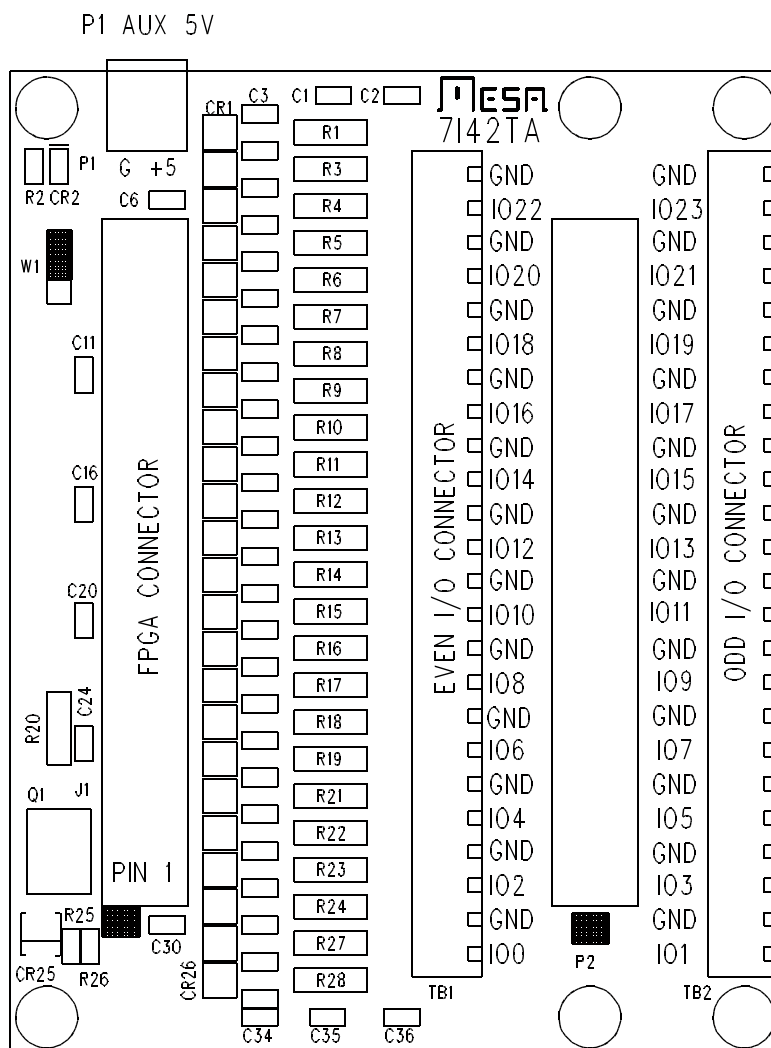 P1 AUX 5V
C3
C1
C2
MESA
7I42TA
CR1
R1
P1
G +5
R2
CR2
C6
R3
R4
R5
R6
R7
R8
R9
R10
R11
R12
R13
R14
R15
R16
R17
R18
R19
R21
R22
R23
R24
R27
R28
W1
C11
C16
C20
C24
R20
Q1
J1
FPGA CONNECTOR
PIN 1
R25
C30
CR25
R26
CR26
C34
C35
C36
EVEN I/O CONNECTOR
GND
IO22
GND
IO20
GND
IO18
GND
IO16
GND
IO14
GND
IO12
GND
IO10
GND
IO8
GND
IO6
GND
IO4
GND
IO2
GND
IO0
TB1
P2
GND
IO23
GND
IO21
GND
IO19
GND
IO17
GND
IO15
GND
IO13
GND
IO11
GND
IO9
GND
IO7
GND
IO5
GND
IO3
GND
IO1
ODD I/O CONNECTOR
TB2